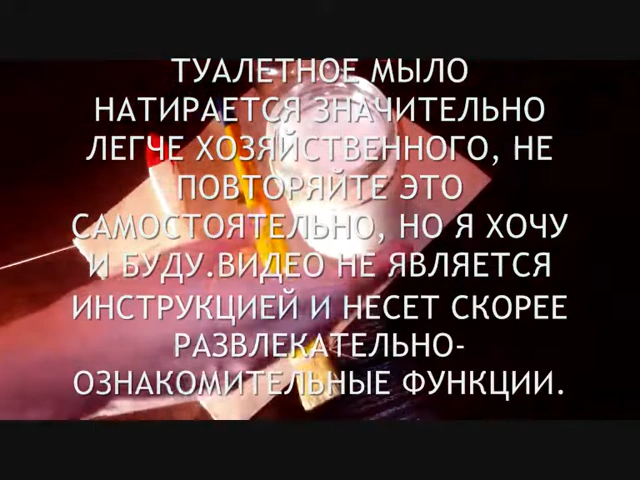 ТУАЛЕТНОЕ МЫЛО
НАТИРАЕТСЯ ЗНАЧИТЕЛЬНО
ЛЕГЧЕ ХОЗЯЙСТВЕННОГО, НЕ
ПОВТОРЯЙТЕ ЭТО
САМОСТОЯТЕЛЬНО, НО Я ХОЧУ
И БУДУ.ВИДЕО НЕ ЯВЛЯЕТСЯ
ИНСТРУКЦИЕЙ И НЕСЕТ СКОРЕЕ
РАЗВЛЕКАТЕЛЬНО-
ОЗНАКОМИТЕЛЬНЫЕ ФУНКЦИИ.